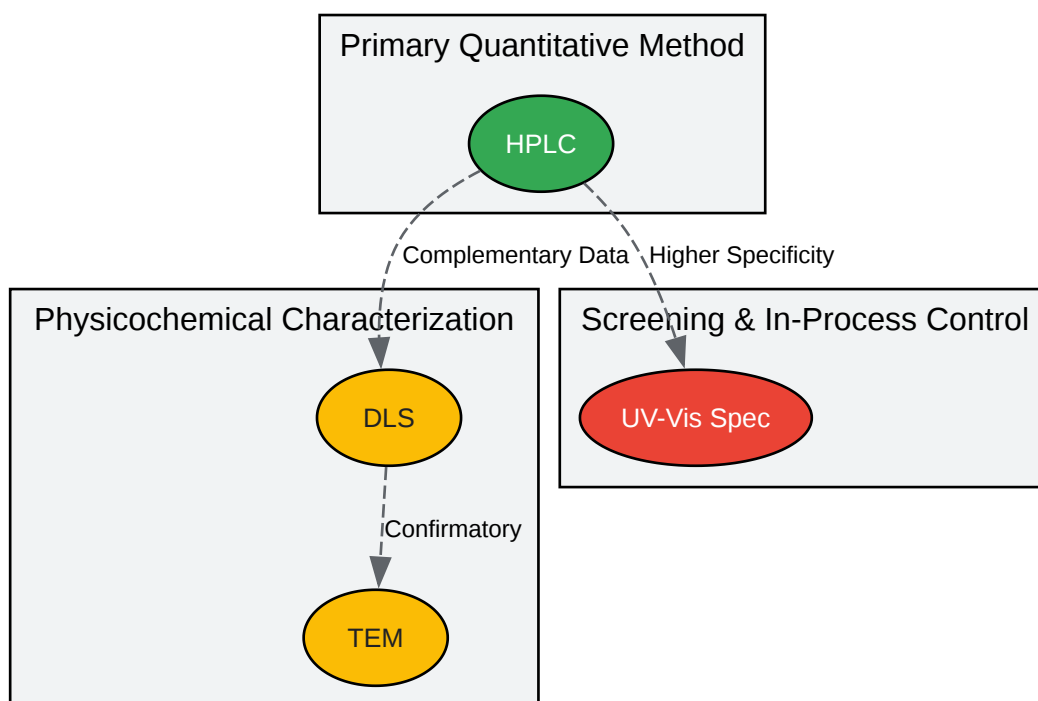 Primary Quantitative Method
HPLC
Complementary Data
Higher Specificity
Physicochemical Characterization
Screening & In-Process Control
DLS
UV-Vis Spec
Confirmatory
TEM